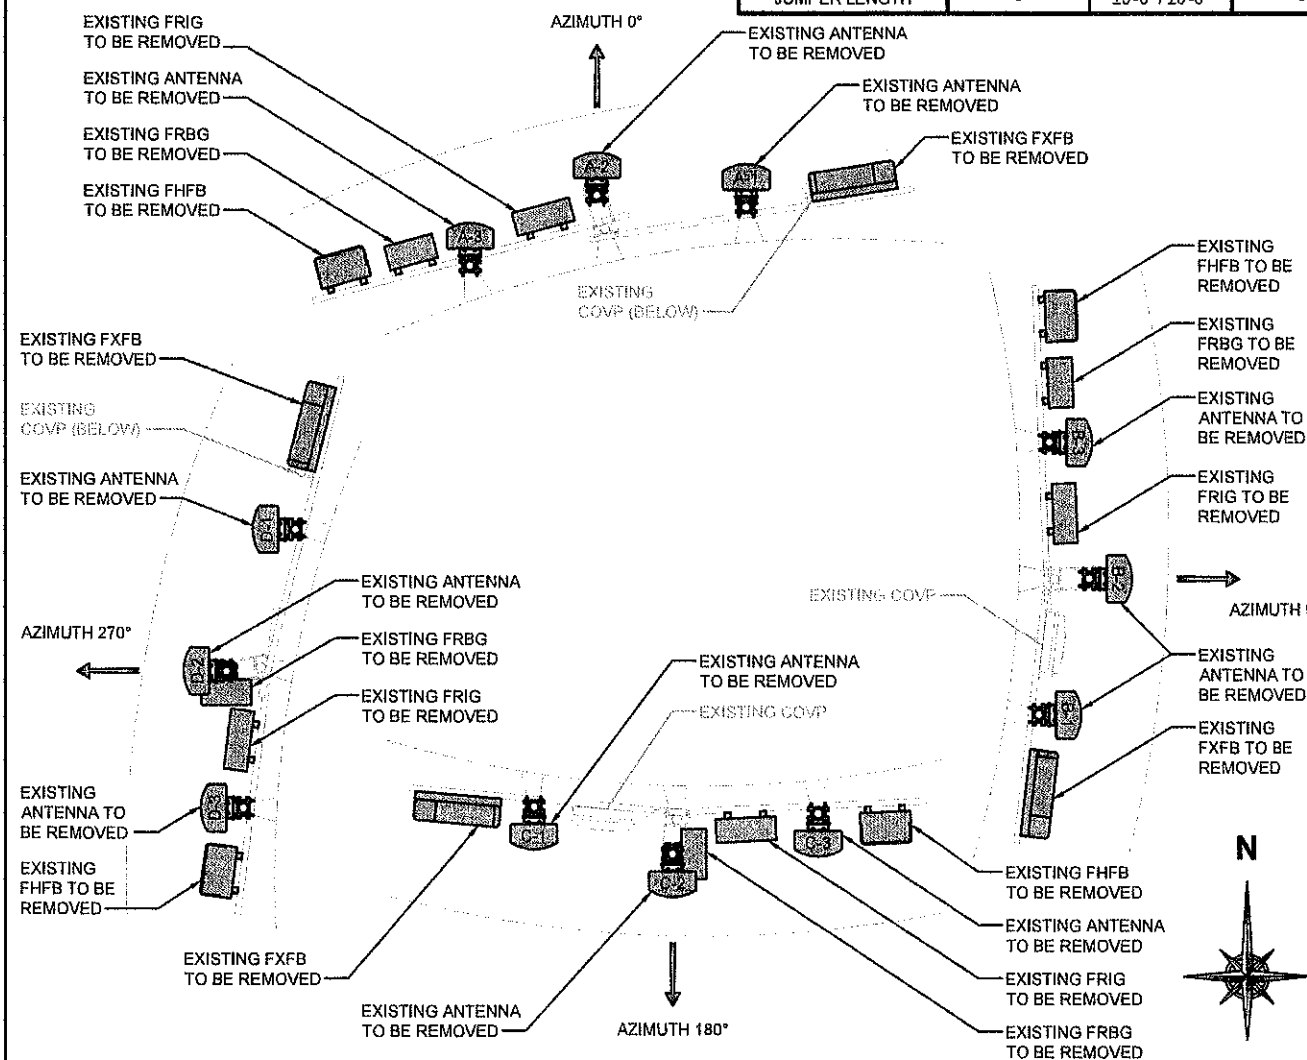 JUMPER LENGTH
EXISTING FRIG
TO BE REMOVED
AZIMUTH 0°
EXISTING ANTENNA
TO BE REMOVED
EXISTING ANTENNA
TO BE REMOVED
EXISTING ANTENNA
TO BE REMOVED
EXISTING FRBG
TO BE REMOVED
EXISTING FXFB
TO BE REMOVED
EXISTING FHFB
TO BE REMOVED
A-2
A-1
A-3
EXISTING
COVP (BELOW)
EXISTING
FHFB TO BE
REMOVED
EXISTING
FRBG TO BE
REMOVED
EXISTING
ANTENNA TO
BE REMOVED
EXISTING
FRIG TO BE
REMOVED
B-3
B-2
AZIMUTH
EXISTING
ANTENNA TO
BE REMOVED
EXISTING
FXFB TO BE
REMOVED
EXISTING COVP
EXISTING FXFB
TO BE REMOVED
EXISTING
COVP (BELOW)
EXISTING ANTENNA
TO BE REMOVED
D-1
EXISTING ANTENNA
TO BE REMOVED
AZIMUTH 270°
D-2
EXISTING FRBG
TO BE REMOVED
EXISTING FRIG
TO BE REMOVED
EXISTING
ANTENNA TO
BE REMOVED
D-3
EXISTING
FHFB TO BE
REMOVED
EXISTING ANTENNA
TO BE REMOVED
EXISTING COVP
C-1
C-2
C-3
EXISTING FXFB
TO BE REMOVED
EXISTING ANTENNA
TO BE REMOVED
AZIMUTH 180°
EXISTING FHFB
TO BE REMOVED
EXISTING ANTENNA
TO BE REMOVED
EXISTING FRIG
TO BE REMOVED
EXISTING FRBG
TO BE REMOVED
N